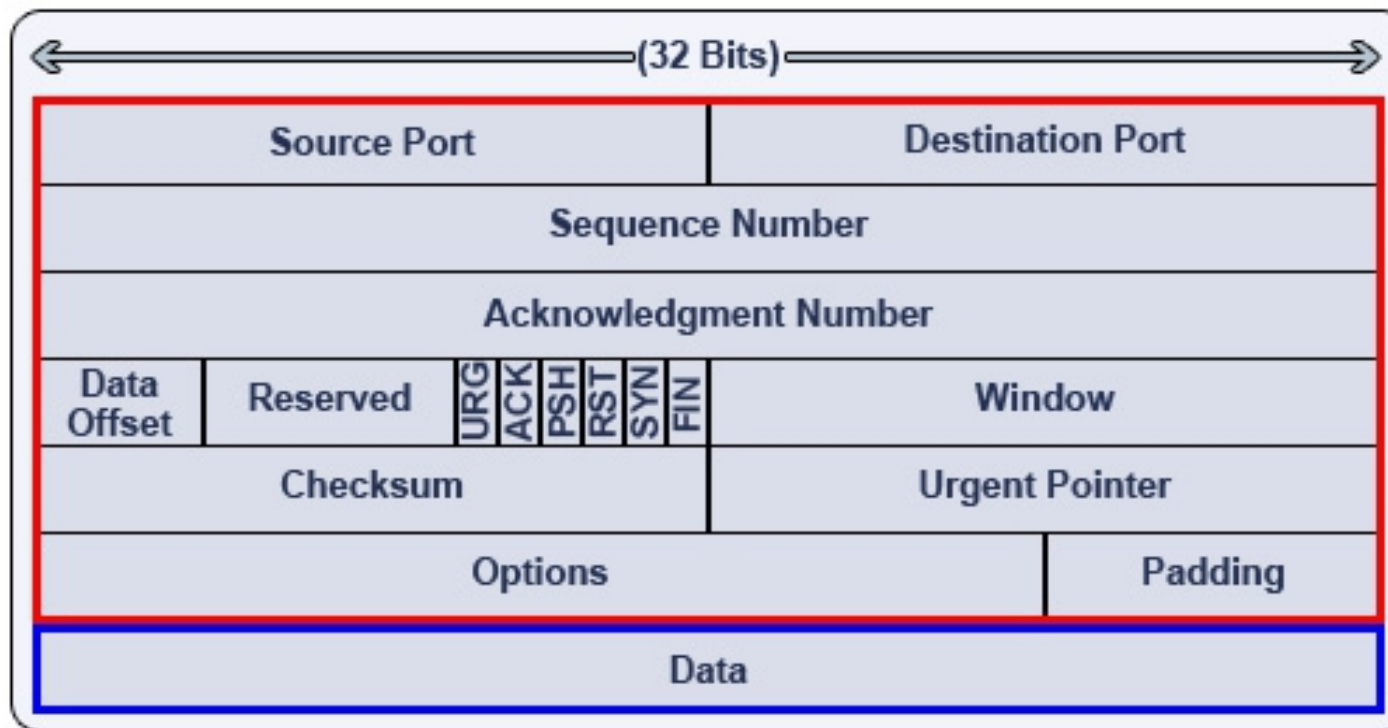 (32 Bits)
Source Port Destination Port
Sequence Number
Acknowledgment Number
Data Offset Reserved URG ACK PSH RST SYN FIN Window
Checksum Urgent Pointer
Options Padding
Data